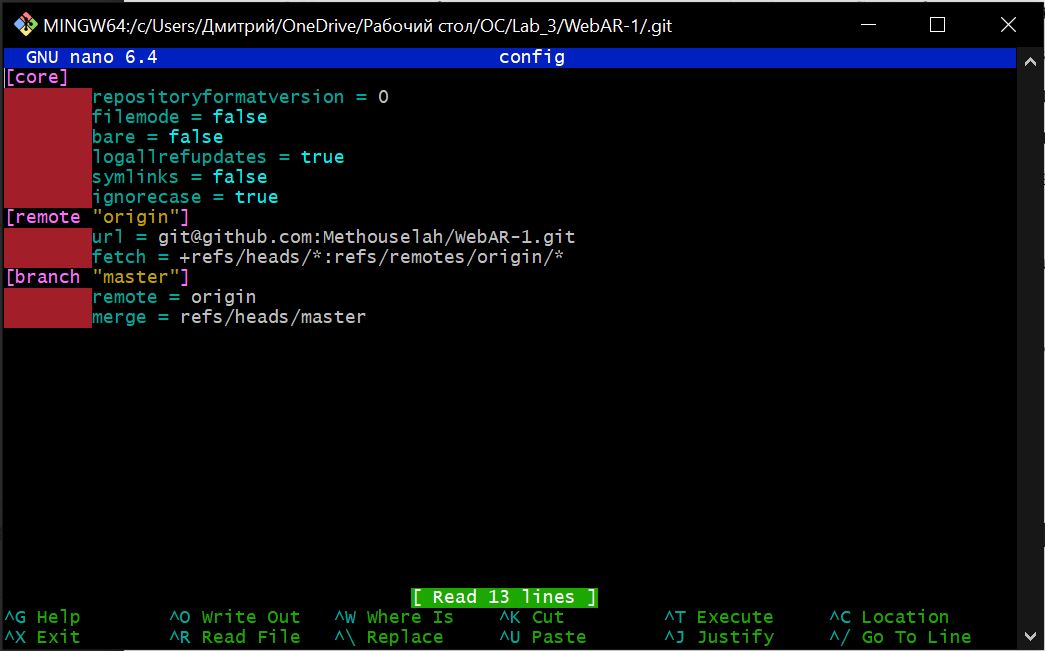 MINGW64:/c/Users/Дмитрий/OneDrive/Рабочий стол/ОС/Lab_3/WebAR-1/.git
GNU nano 6.4 config
[core]
repositoryformatversion = 0
filemode = false
bare = false
logallrefupdates = true
symlinks = false
ignorecase = true
[remote "origin"]
url = git@github.com:Methouselah/WebAR-1.git
fetch = +refs/heads/*:refs/remotes/origin/*
[branch "master"]
remote = origin
merge = refs/heads/master
[ Read 13 lines ]
^G Help ^O Write Out ^W Where Is ^K Cut ^T Execute ^C Location
^X Exit ^R Read File ^\ Replace ^U Paste ^J Justify ^/ Go To Line